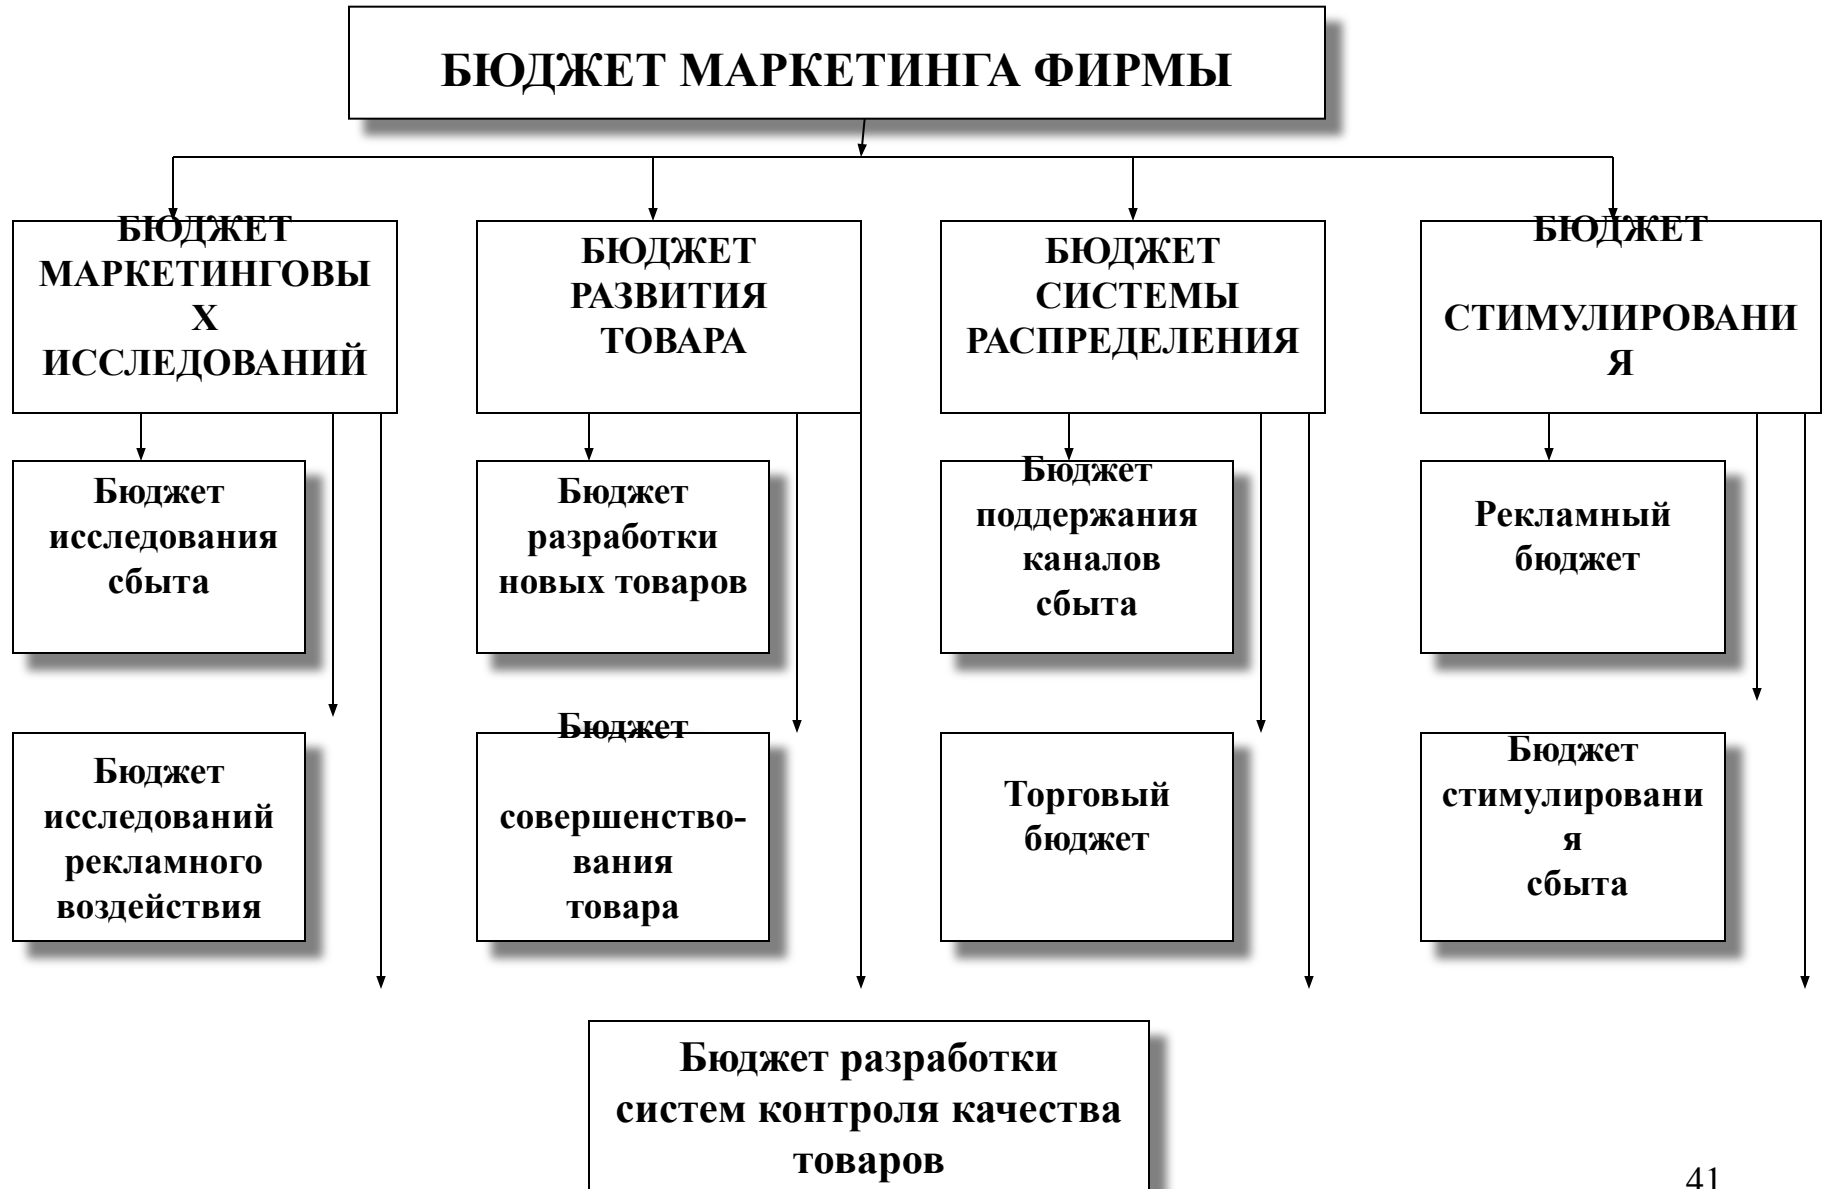 БЮДЖЕТ МАРКЕТИНГА ФИРМЫ
БЮДЖЕТ
МАРКЕТИНГОВЫ
Х
ИССЛЕДОВАНИЙ
БЮДЖЕТ
РАЗВИТИЯ
ТОВАРА
БЮДЖЕТ
СИСТЕМЫ
РАСПРЕДЕЛЕНИЯ
БЮДЖЕТ
СТИМУЛИРОВАНИ
Я
Бюджет
исследования
сбыта
Бюджет
разработки
новых товаров
Бюджет
поддержания
каналов
сбыта
Рекламный
бюджет
Бюджет
исследований
рекламного
воздействия
Бюджет
совершенство-
вания
товара
Торговый
бюджет
Бюджет
стимулировани
я
сбыта
Бюджет разработки
систем контроля качества
товаров
41